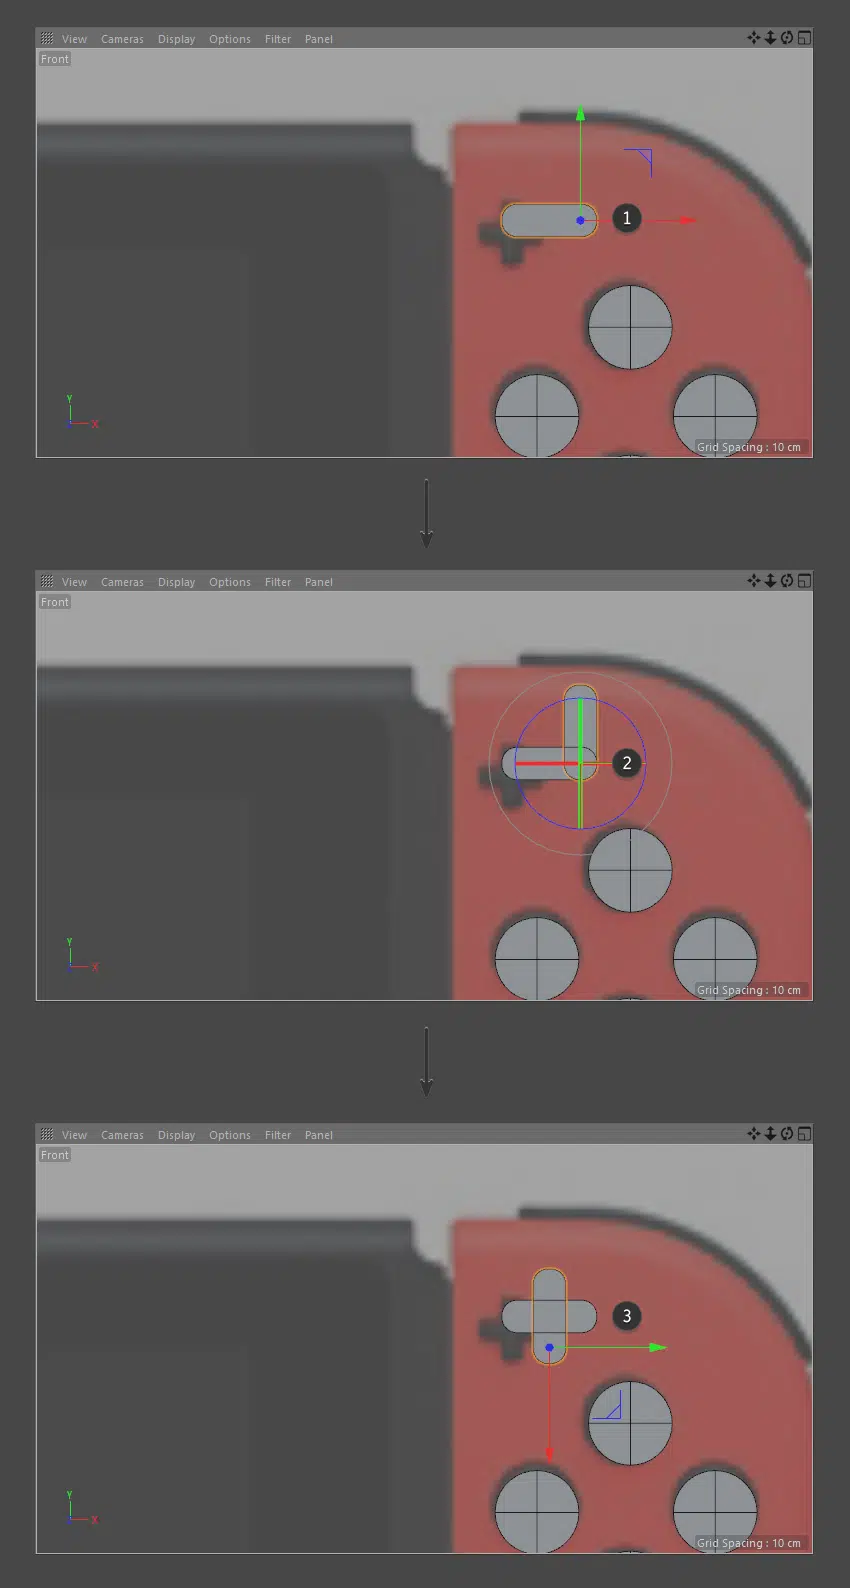 View Cameras Display Options Filter Panel
Front
1
Y
X
Grid Spacing : 10 cm
View Cameras Display Options Filter Panel
Front
2
Y
X
Grid Spacing : 10 cm
View Cameras Display Options Filter Panel
Front
3
Y
X
Grid Spacing : 10 cm